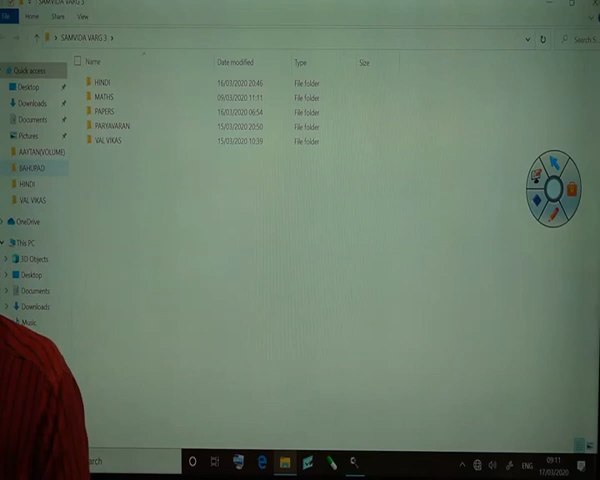 SAMVIDA VARG 3
File Home Share View
SAMVIDA VARG 3
Search S
Name Date modified Type Size
HINDI 16/03/2020 20:46 File folder
MATHS 09/03/2020 11:11 File folder
PAPERS 16/03/2020 06:54 File folder
PARYAVARAN 15/03/2020 20:50 File folder
VAL VIKAS 15/03/2020 10:39 File folder
Quick access
Desktop
Downloads
Documents
Pictures
AAYTAN(VOLUME)
BAHUPAD
HINDI
VAL VIKAS
OneDrive
This PC
3D Objects
Desktop
Documents
Downloads
Music
arch
ENG
09:11
17/03/2020